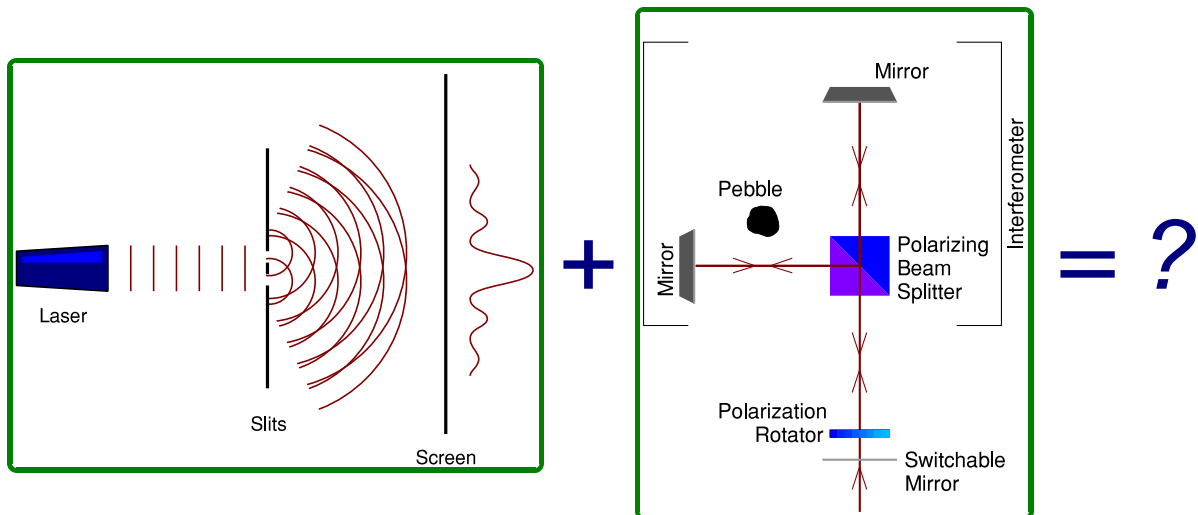 Laser
Slits
Screen
+
Mirror
Pebble
Mirror
Polarizing
Beam
Splitter
Interferometer
Polarization
Rotator
Switchable
Mirror
= ?